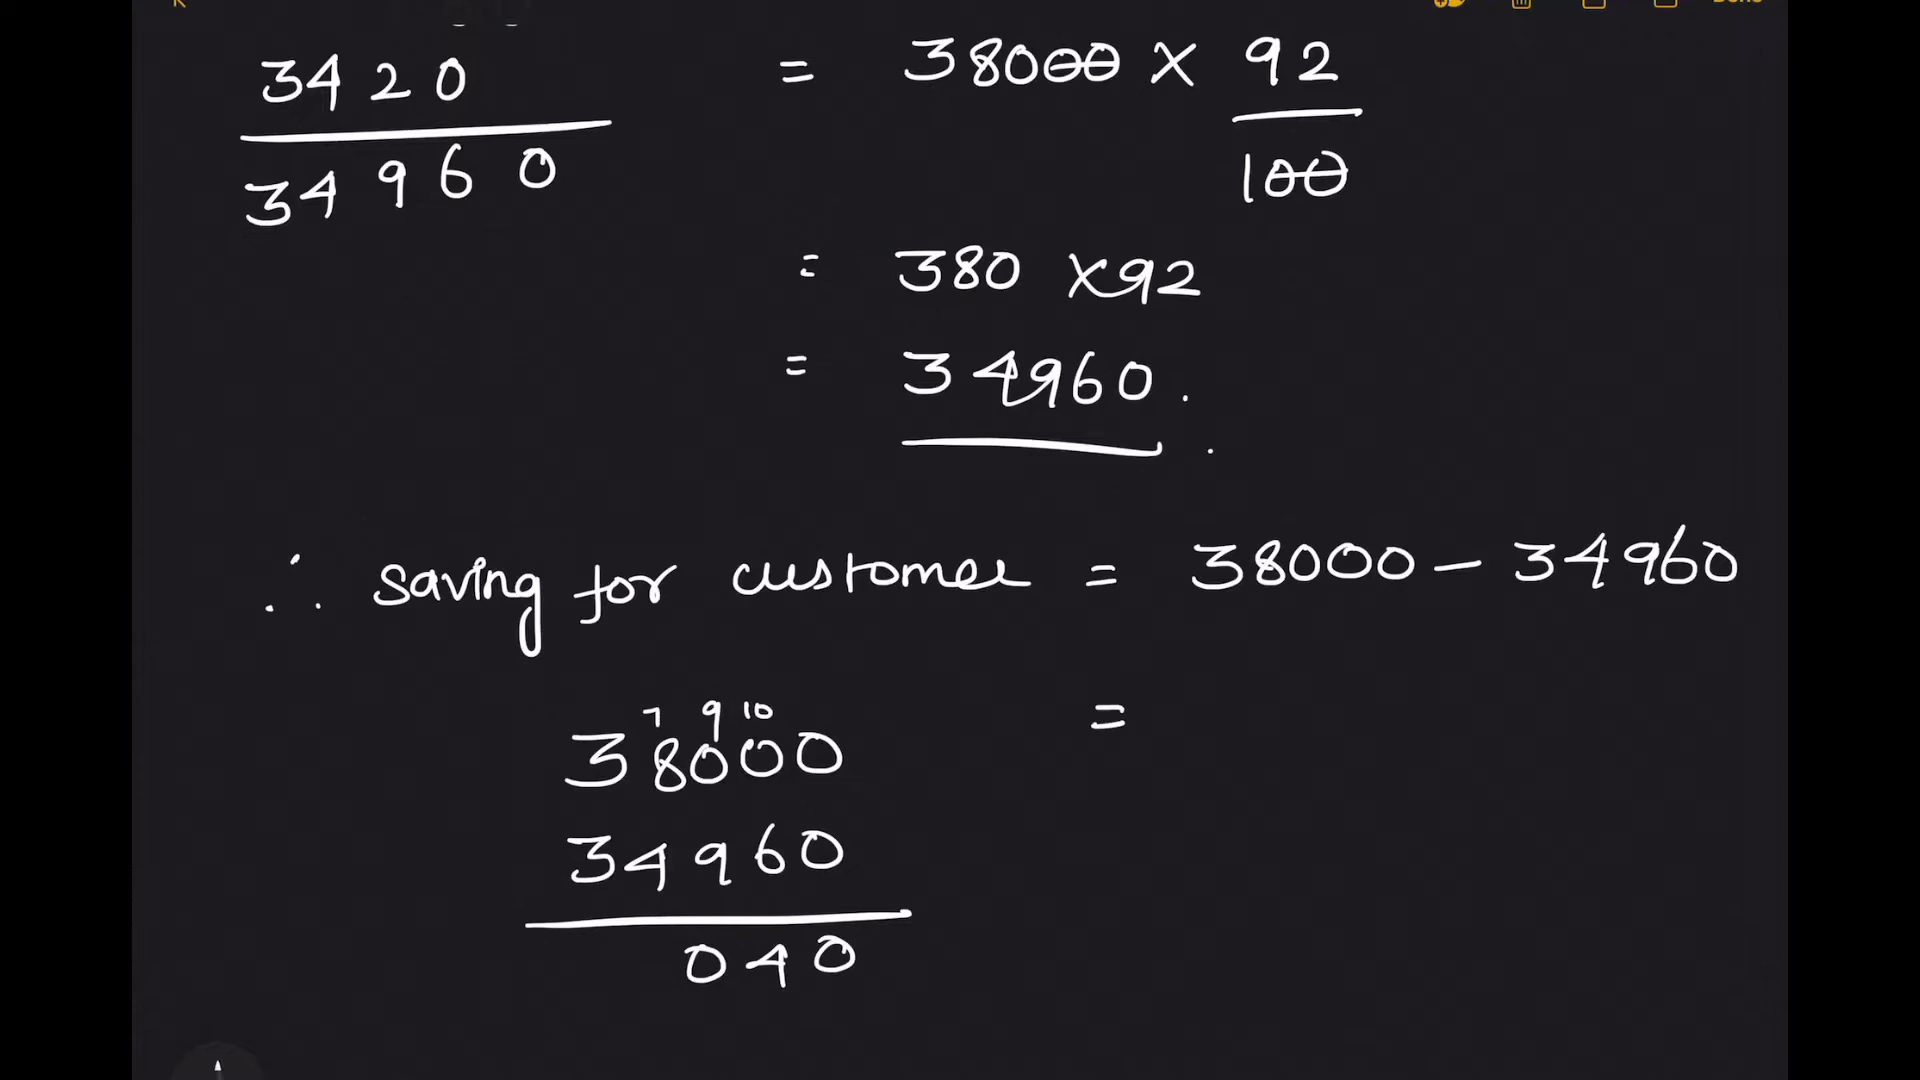 3420
34960
= 38000 × 92
100
= 380 × 92
= 34960.
∴ saving for customer = 38000 - 34960
7 9 10
38000
=
34960
040